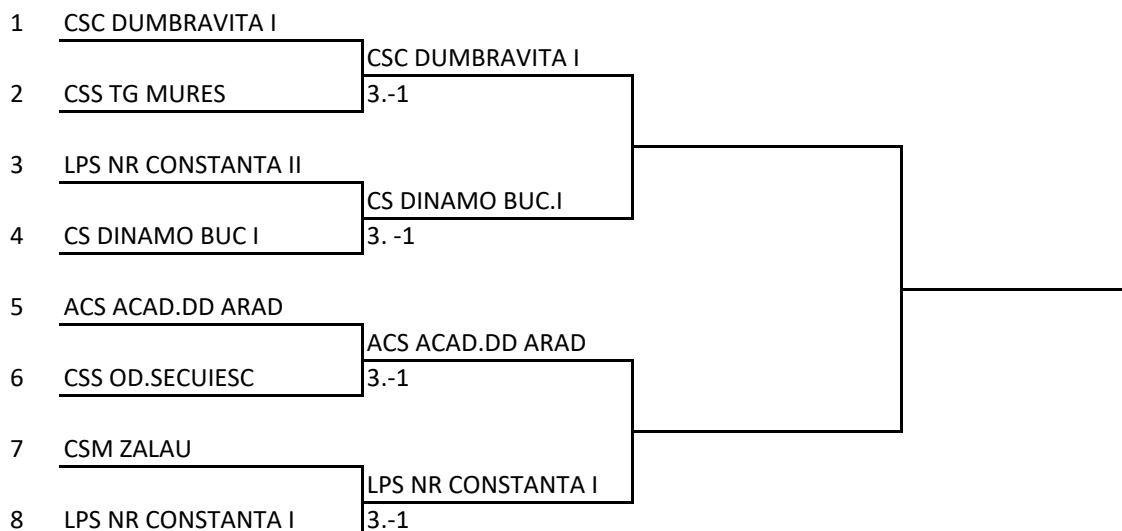 1 CSC DUMBRAVITA I
CSC DUMBRAVITA I
2 CSS TG MURES 3.-1
3 LPS NR CONSTANTA II
CS DINAMO BUC.I
4 CS DINAMO BUC I 3. -1
5 ACS ACAD.DD ARAD
ACS ACAD.DD ARAD
6 CSS OD.SECUIESC 3.-1
7 CSM ZALAU
LPS NR CONSTANTA I
8 LPS NR CONSTANTA I 3.-1